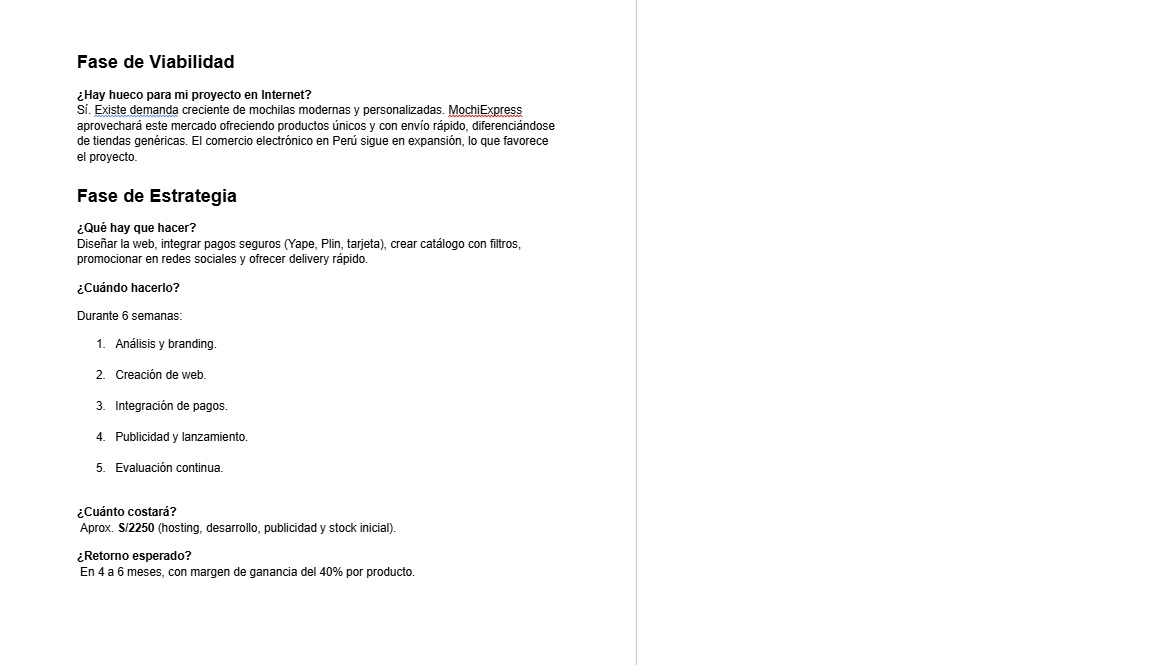 Fase de Viabilidad
¿Hay hueco para mi proyecto en Internet?
Sí. Existe demanda creciente de mochilas modernas y personalizadas. MochiExpress
aprovechará este mercado ofreciendo productos únicos y con envío rápido, diferenciándose
de tiendas genéricas. El comercio electrónico en Perú sigue en expansión, lo que favorece
el proyecto.
Fase de Estrategia
¿Qué hay que hacer?
Diseñar la web, integrar pagos seguros (Yape, Plin, tarjeta), crear catálogo con filtros,
promocionar en redes sociales y ofrecer delivery rápido.
¿Cuándo hacerlo?
Durante 6 semanas:
1. Análisis y branding.
2. Creación de web.
3. Integración de pagos.
4. Publicidad y lanzamiento.
5. Evaluación continua.
¿Cuánto costará?
Aprox. S/2250 (hosting, desarrollo, publicidad y stock inicial).
¿Retorno esperado?
En 4 a 6 meses, con margen de ganancia del 40% por producto.